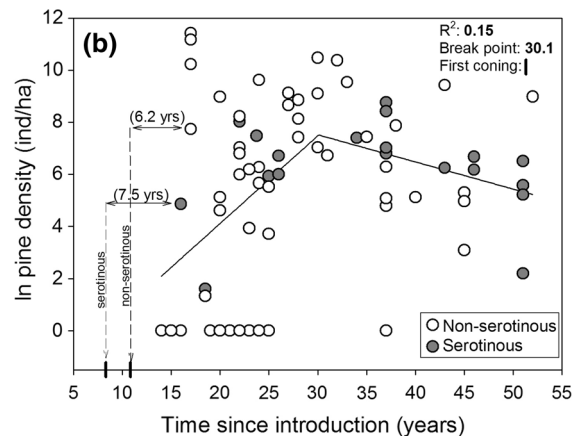 (b)
R²: 0.15
Break point: 30.1
First coning:
12
10
8
6
4
2
0
ln pine density (ind/ha)
(6.2 yrs)
(7.5 yrs)
serotinous
non-serotinous
Non-serotinous
Serotinous
5 10 15 20 25 30 35 40 45 50 55
Time since introduction (years)